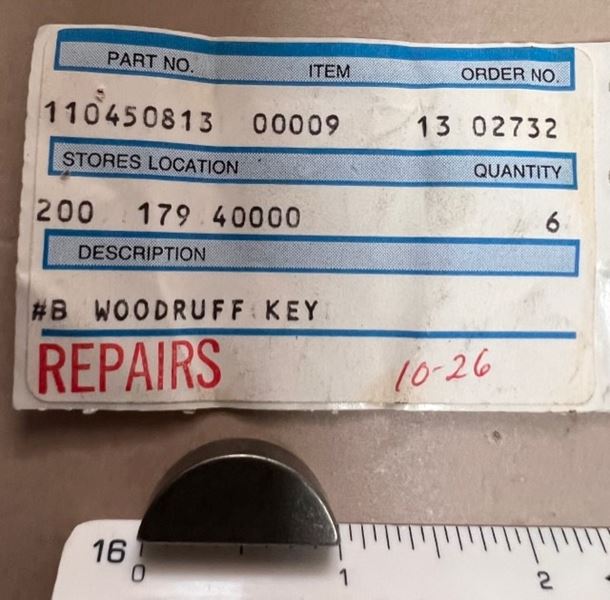 PART NO. ITEM ORDER NO.
110450813 00009 13 02732
STORES LOCATION QUANTITY
200 179 40000 6
DESCRIPTION
#B WOODRUFF KEY
REPAIRS 10-26
16 0 1 2